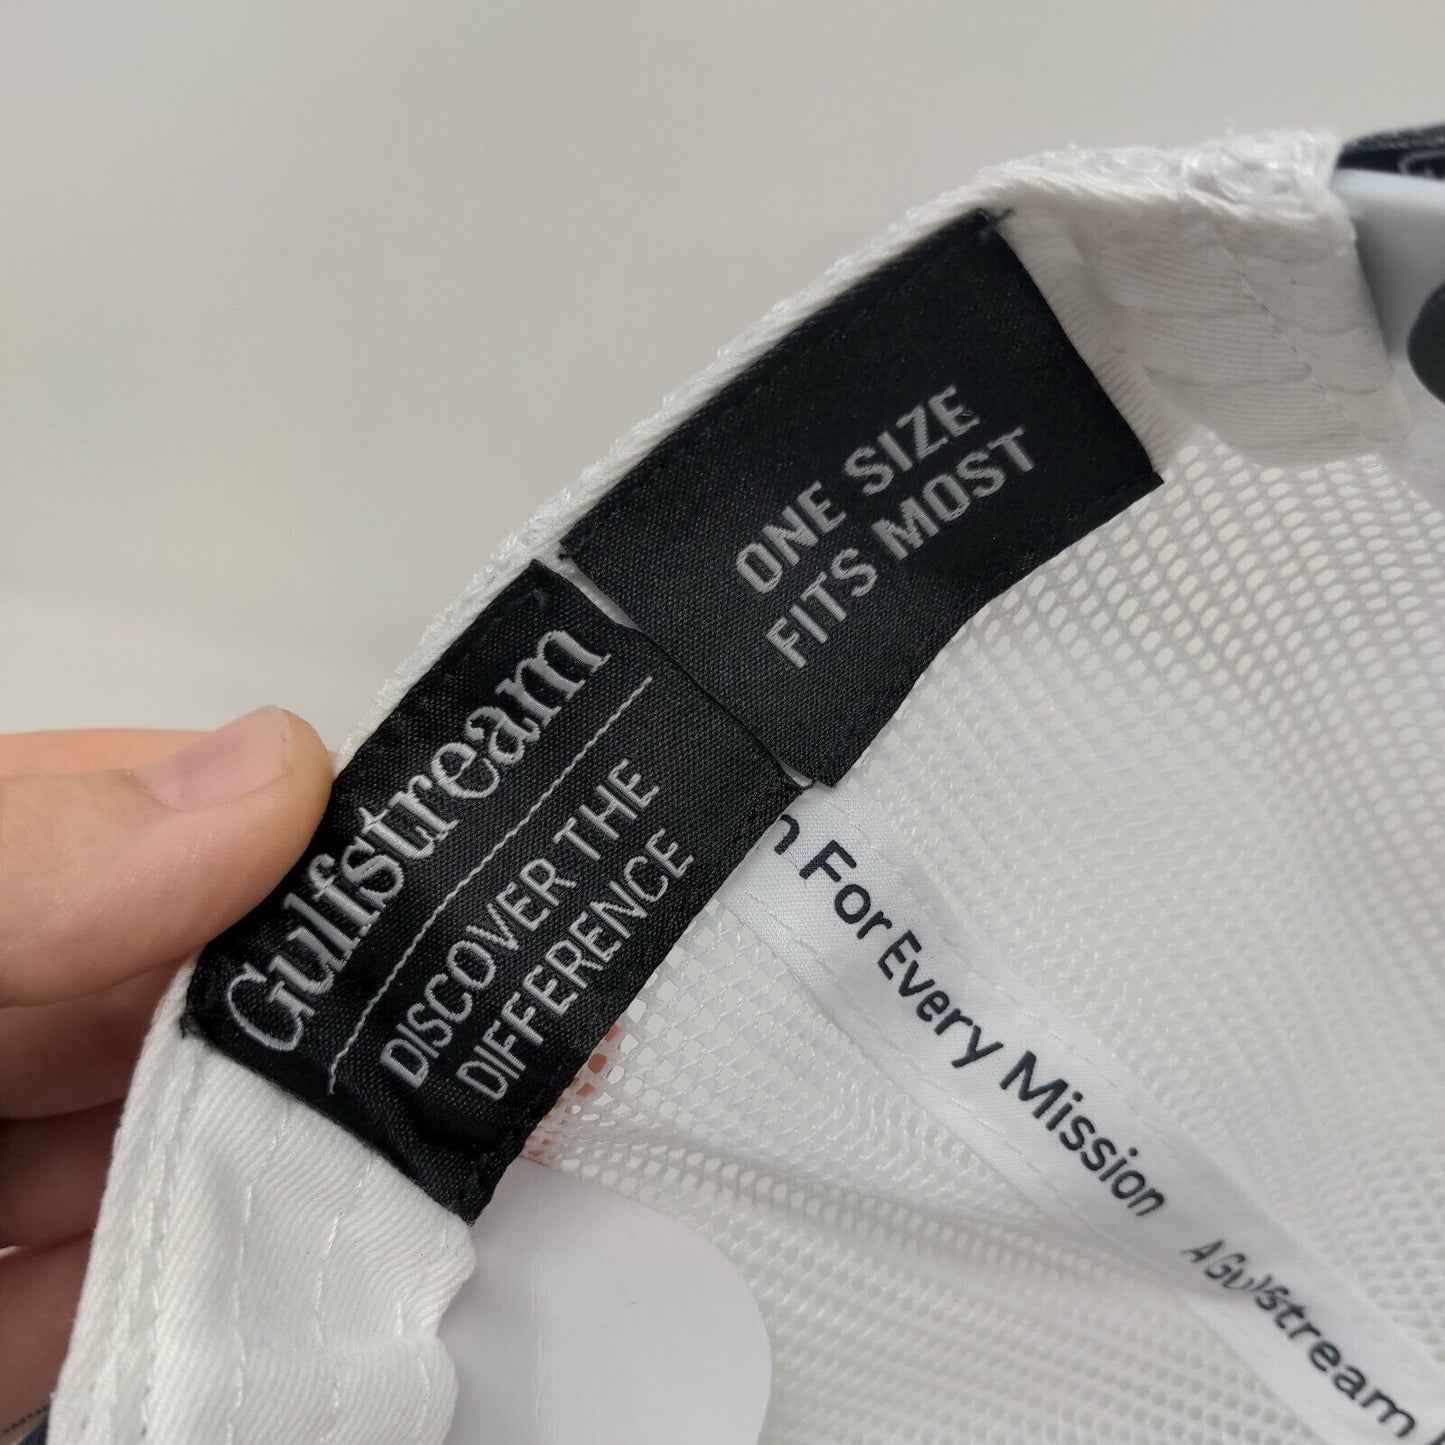 ONE SIZE
FITS MOST
Gulfstream
DISCOVER THE
DIFFERENCE
n For Every Mission A Gulfstream